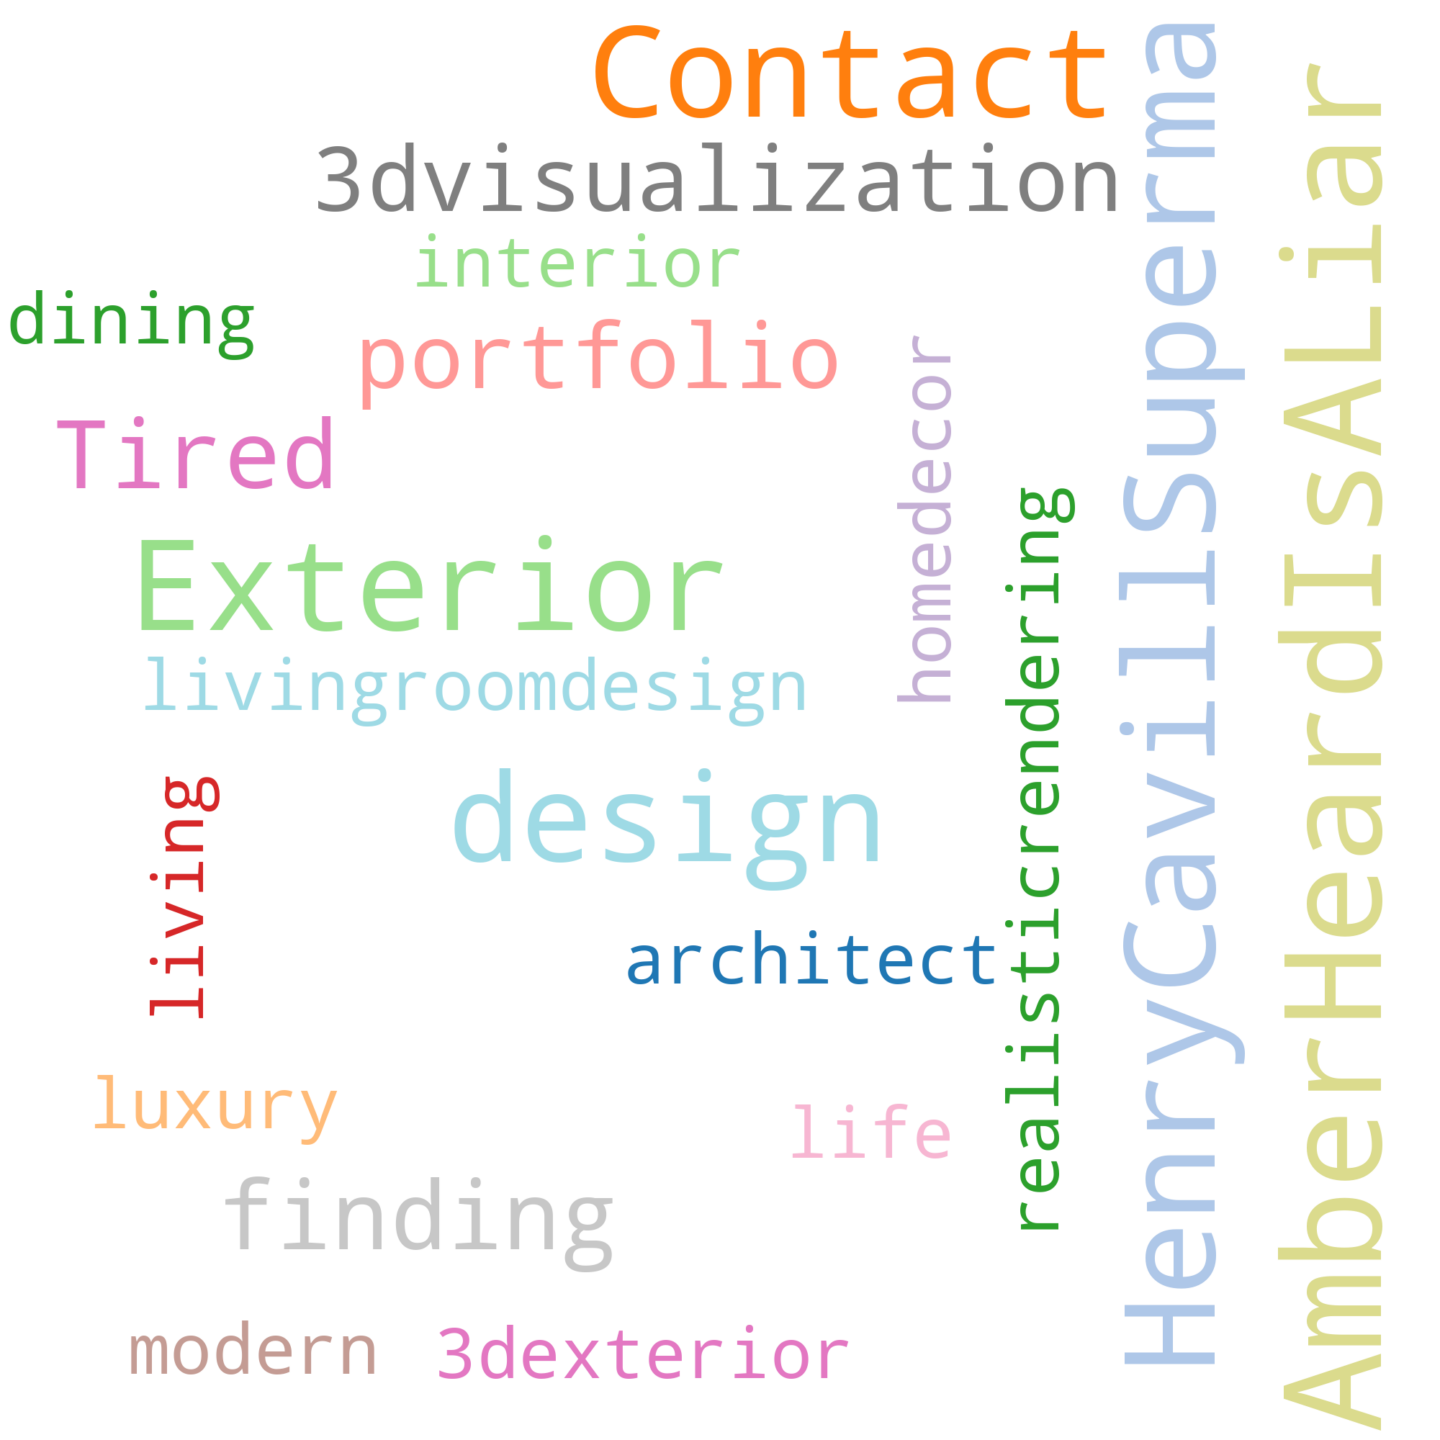 Contact
3dvisualization
interior
dining
portfolio
Tired
homedecor
Exterior
livingroomdesign
realisticrendering
HenryCavillSuperma
AmberHeardIsALiar
living
design
architect
luxury
life
finding
modern
3dexterior